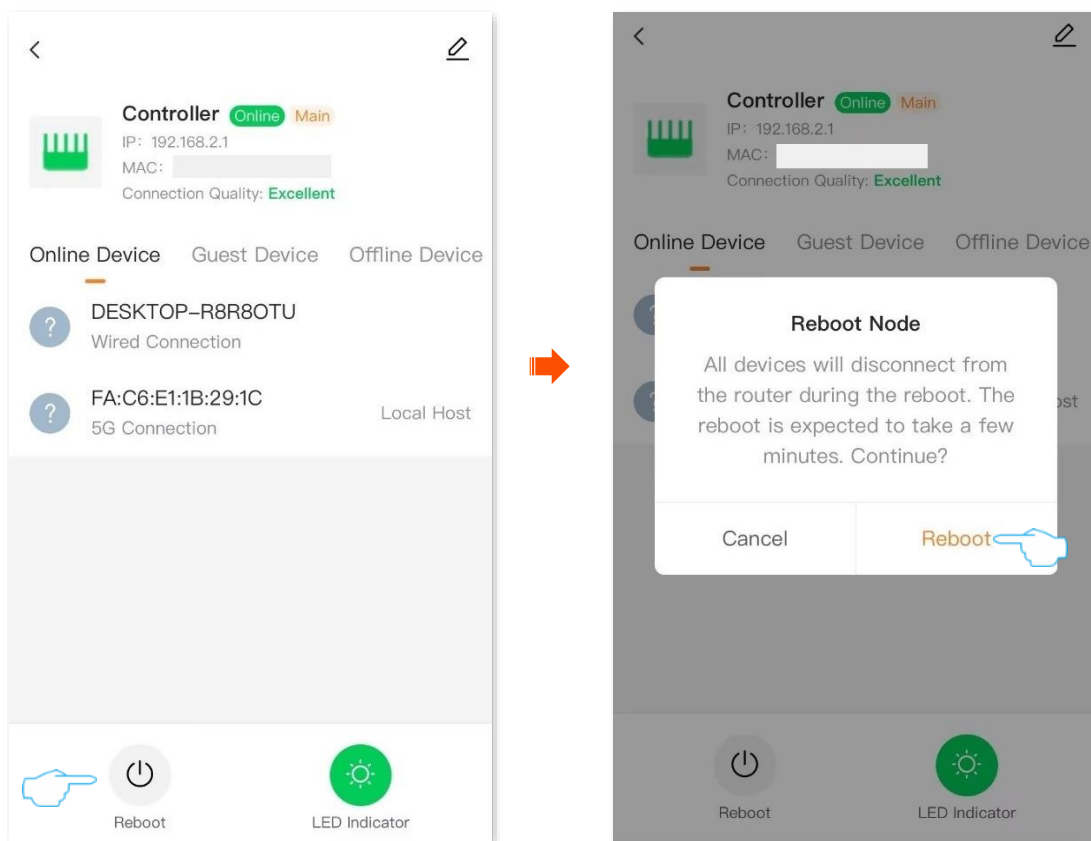 Controller Online Main
IP: 192.168.2.1
MAC:
Connection Quality: Excellent
Online Device Guest Device Offline Device
DESKTOP-R8R8OTU
Wired Connection
FA:C6:E1:1B:29:1C
5G Connection
Local Host
Reboot
LED Indicator
Controller Online Main
IP: 192.168.2.1
MAC:
Connection Quality: Excellent
Online Device Guest Device Offline Device
Reboot Node
All devices will disconnect from
the router during the reboot. The
reboot is expected to take a few
minutes. Continue?
Cancel
Reboot
Reboot
LED Indicator